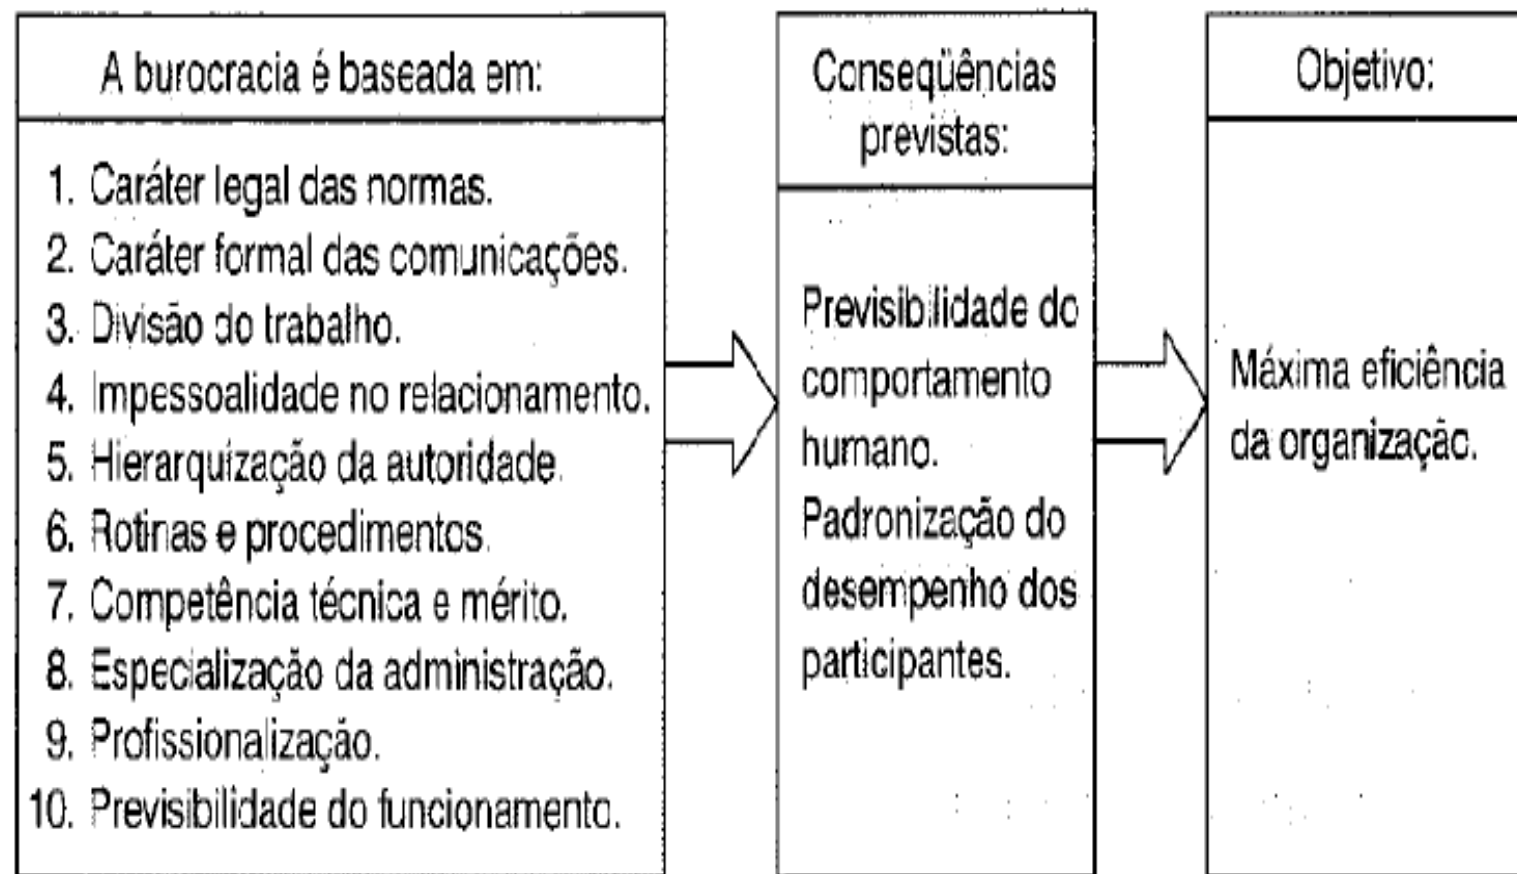 A burocracia é baseada em:
1. Caráter legal das normas.
2. Caráter formal das comunicações.
3. Divisão do trabalho.
4. Impessoalidade no relacionamento.
5. Hierarquização da autoridade.
6. Rotinas e procedimentos.
7. Competência técnica e mérito.
8. Especialização da administração.
9. Profissionalização.
10. Previsibilidade do funcionamento.
Conseqüências
previstas:
Previsibilidade do
comportamento
humano.
Padronização do
desempenho dos
participantes.
Objetivo:
Máxima eficiência
da organização.